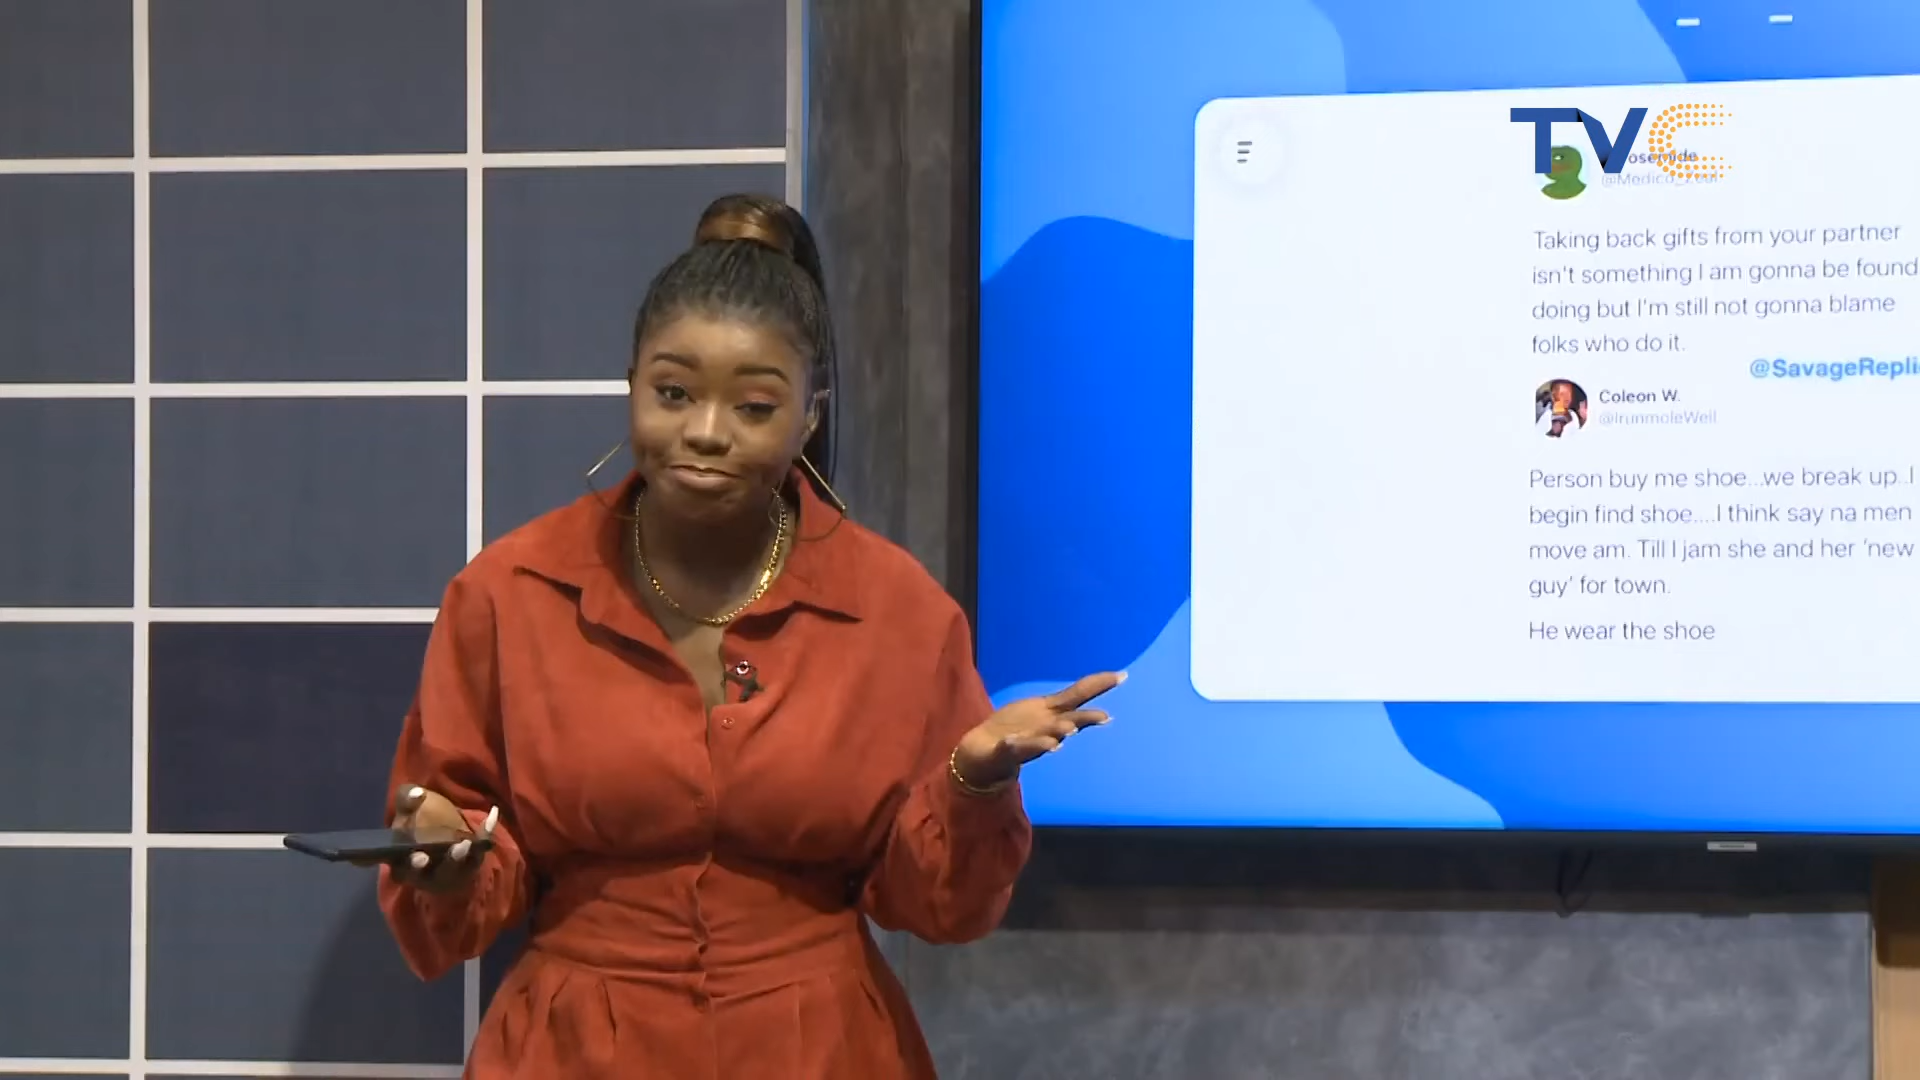 TVC
Taking back gifts from your partner
isn't something I am gonna be found
doing but I'm still not gonna blame
folks who do it.
Coleon W.
@IrunmoleWell
Person buy me shoe...we break up..I
begin find shoe....I think say na men
move am. Till I jam she and her 'new
guy' for town.
He wear the shoe